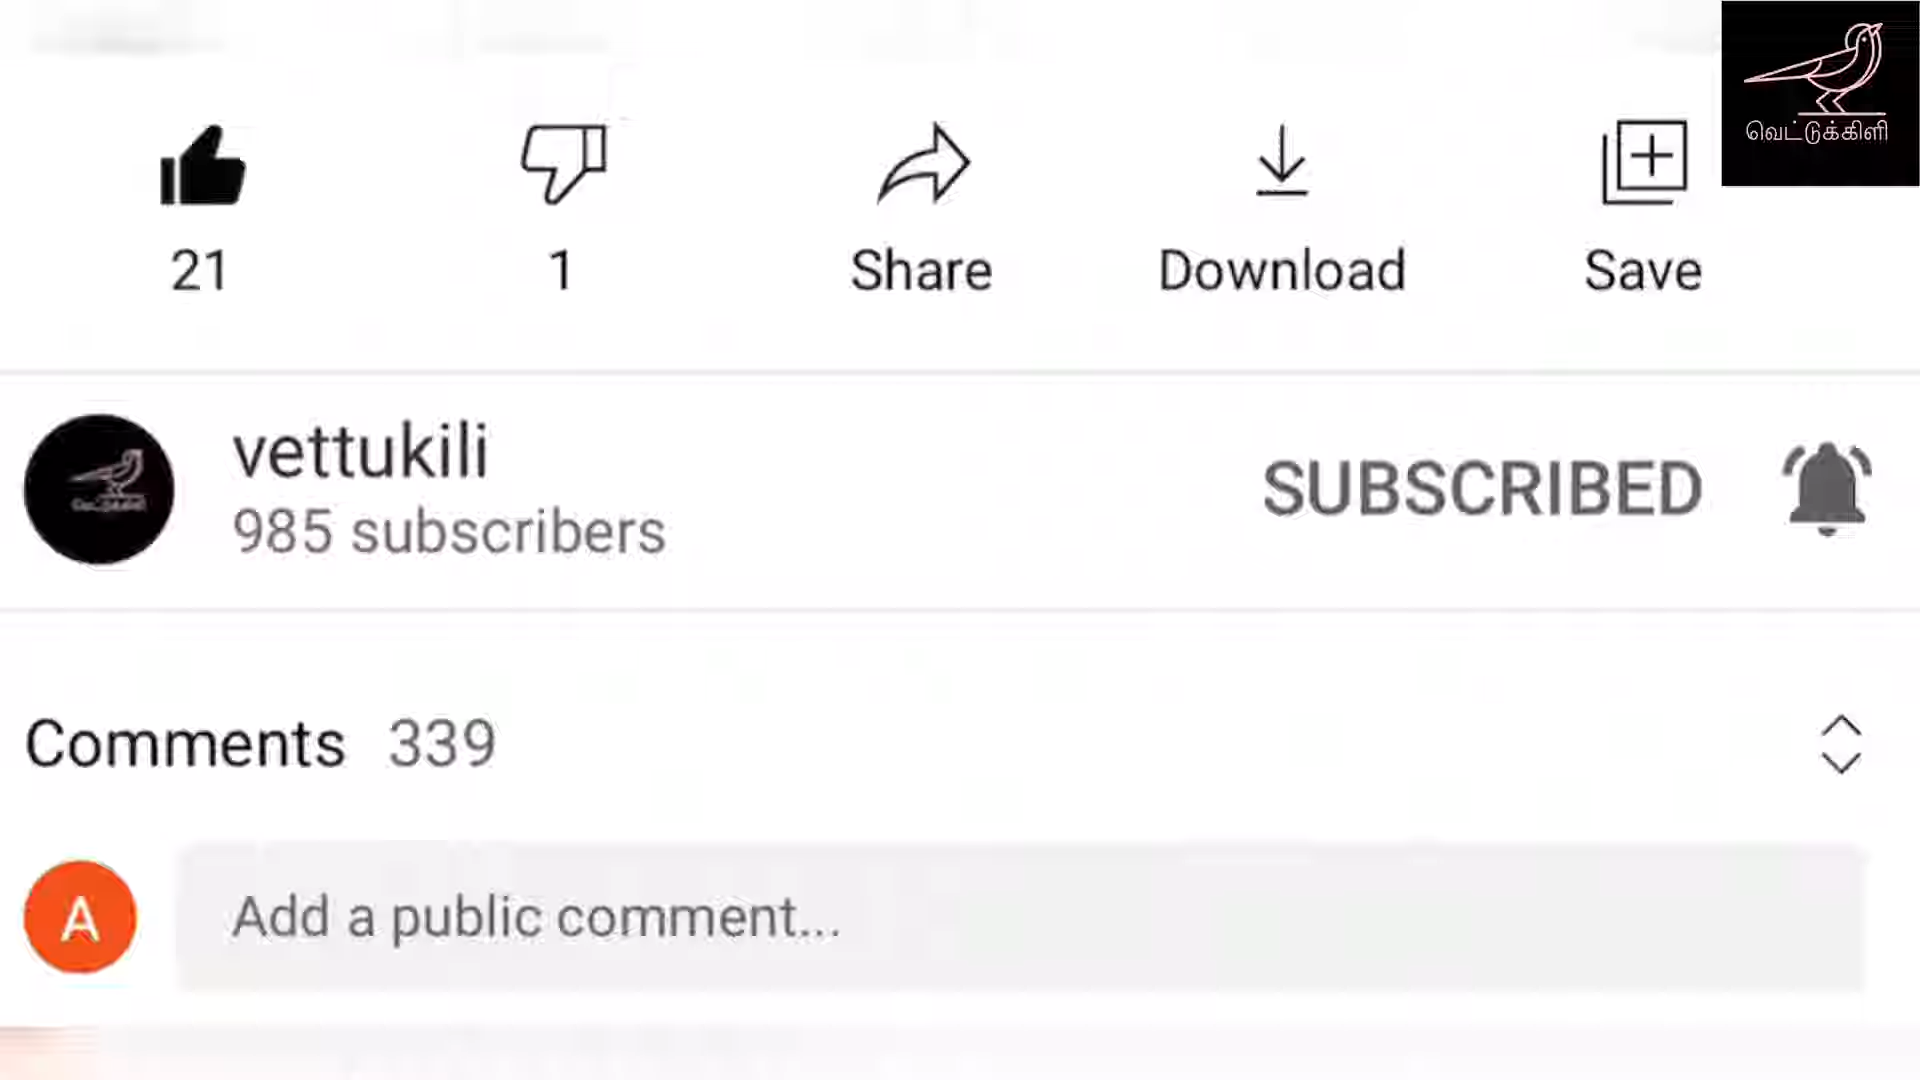 வெட்டுக்கிளி
21
1
Share
Download
Save
vettukili
985 subscribers
SUBSCRIBED
Comments 339
A
Add a public comment...